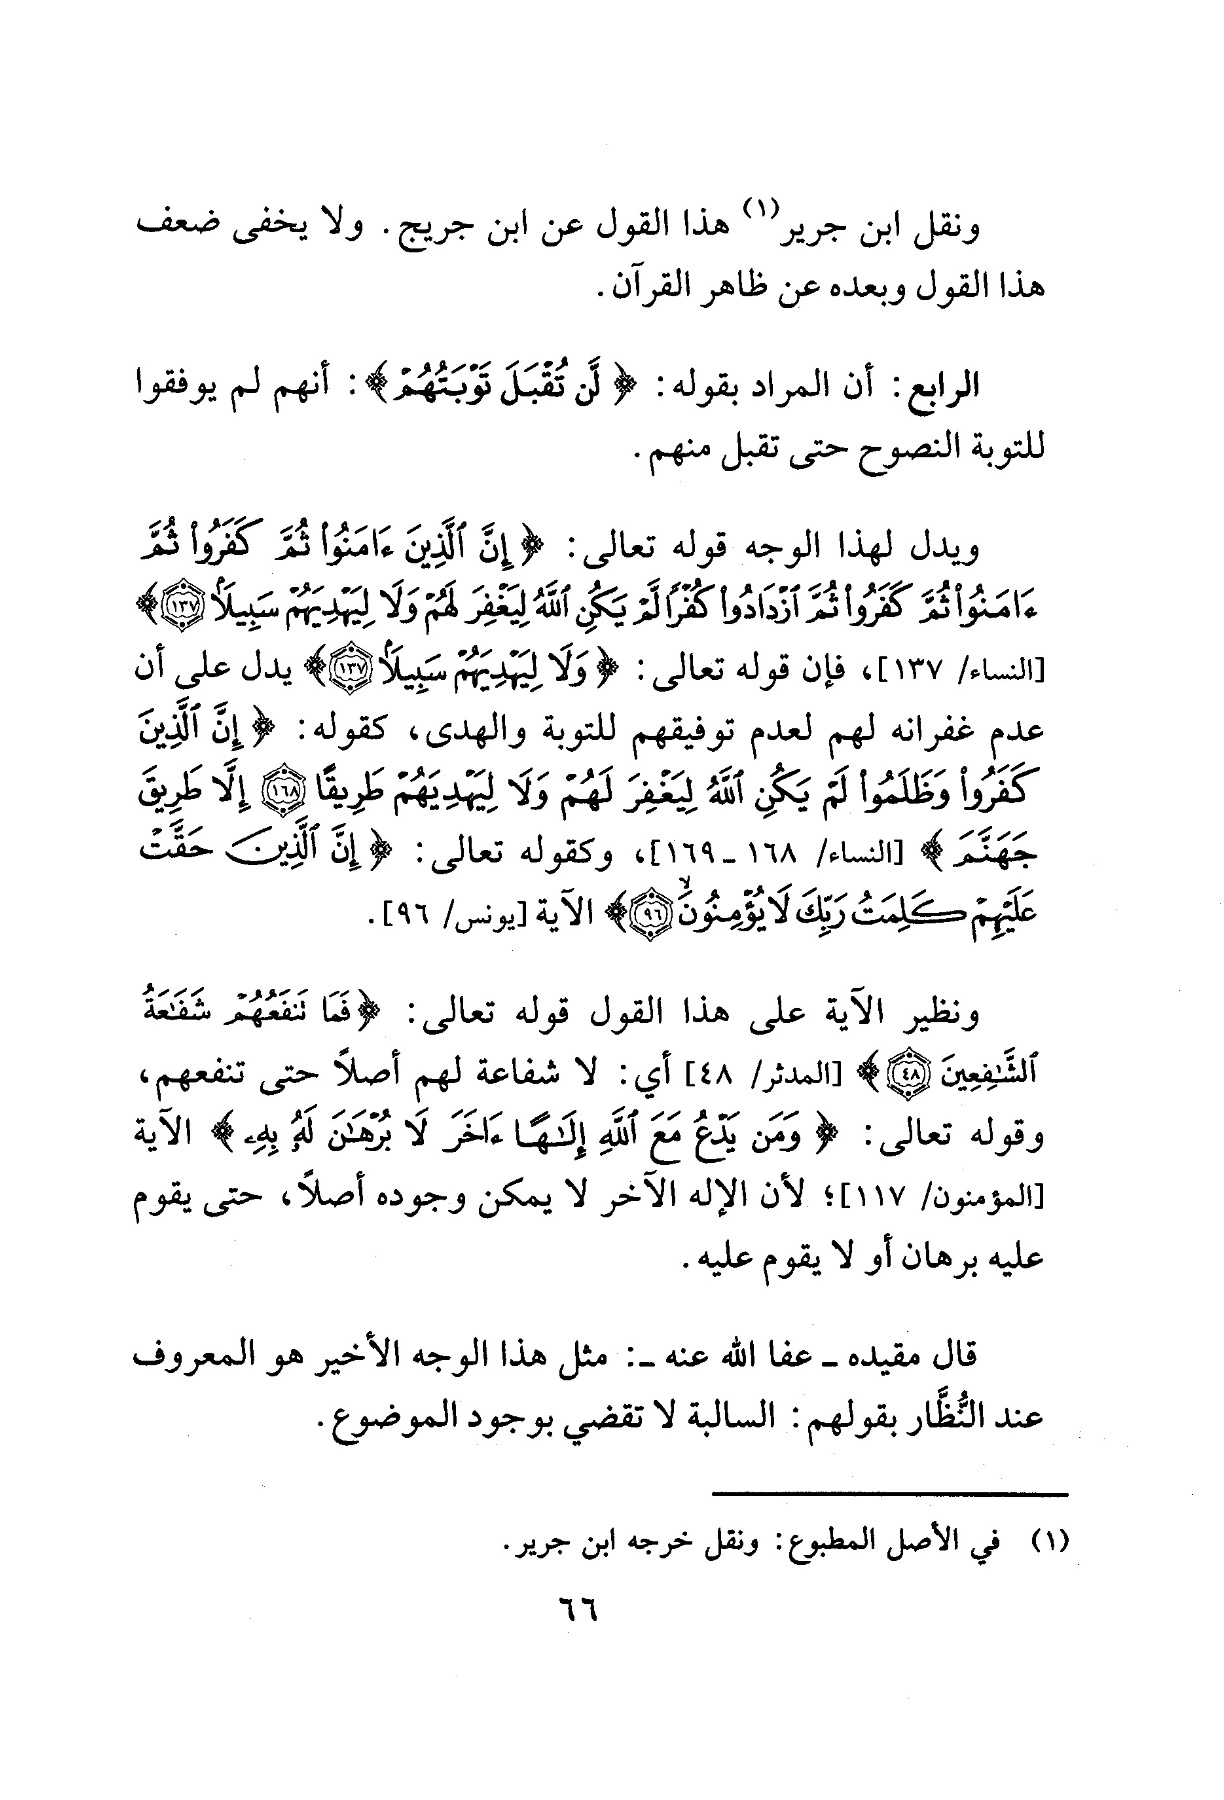 ونقل ابن جرير(١) هذا القول عن ابن جريج. ولا يخفى ضعف
هذا القول وبعده عن ظاهر القرآن.
الرابع: أن المراد بقوله: ﴿ لَّن تُقْبَلَ تَوْبَتُهُمْ ﴾: أنهم لم يوفقوا
للتوبة النصوح حتى تقبل منهم.
ويدل لهذا الوجه قوله تعالى: ﴿ إِنَّ ٱلَّذِينَ ءَامَنُواْ ثُمَّ كَفَرُواْ ثُمَّ
ءَامَنُواْ ثُمَّ كَفَرُواْ ثُمَّ ٱزْدَادُواْ كُفْرًا لَّمْ يَكُنِ ٱللَّهُ لِيَغْفِرَ لَهُمْ وَلَا لِيَهْدِيَهُمْ سَبِيلًا ١٣٧ ﴾
[النساء/ ١٣٧]، فإن قوله تعالى: ﴿ وَلَا لِيَهْدِيَهُمْ سَبِيلًا ١٣٧ ﴾ يدل على أن
عدم غفرانه لهم لعدم توفيقهم للتوبة والهدى، كقوله: ﴿ إِنَّ ٱلَّذِينَ
كَفَرُواْ وَظَلَمُواْ لَمْ يَكُنِ ٱللَّهُ لِيَغْفِرَ لَهُمْ وَلَا لِيَهْدِيَهُمْ طَرِيقًا ١٦٨ إِلَّا طَرِيقَ
جَهَنَّمَ ﴾ [النساء/ ١٦٨ ـ ١٦٩]، وكقوله تعالى: ﴿ إِنَّ ٱلَّذِينَ حَقَّتْ
عَلَيْهِمْ كَلِمَتُ رَبِّكَ لَا يُؤْمِنُونَ ٩٦ ﴾ الآية [يونس/ ٩٦].
ونظير الآية على هذا القول قوله تعالى: ﴿ فَمَا تَنفَعُهُمْ شَفَٰعَةُ
ٱلشَّٰفِعِينَ ٤٨ ﴾ [المدثر/ ٤٨] أي: لا شفاعة لهم أصلاً حتى تنفعهم،
وقوله تعالى: ﴿ وَمَن يَدْعُ مَعَ ٱللَّهِ إِلَٰهًا ءَاخَرَ لَا بُرْهَٰنَ لَهُۥ بِهِۦ ﴾ الآية
[المؤمنون/ ١١٧]؛ لأن الإله الآخر لا يمكن وجوده أصلاً، حتى يقوم
عليه برهان أو لا يقوم عليه.
قال مقيده ـ عفا الله عنه ـ: مثل هذا الوجه الأخير هو المعروف
عند النُّظَّار بقولهم: السالبة لا تقضي بوجود الموضوع.
(١) في الأصل المطبوع: ونقل خرجه ابن جرير.
٦٦